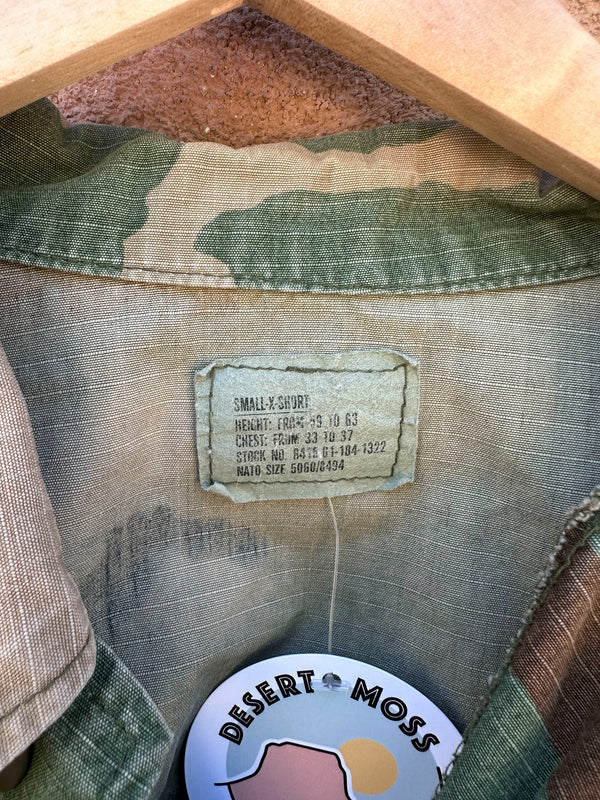 SMALL-X-SHORT
HEIGHT: FROM 59 TO 63
CHEST: FROM 33 TO 37
STOCK NO. 8415 01-184-1322
NATO SIZE 5060/8494
DESERT MOSS